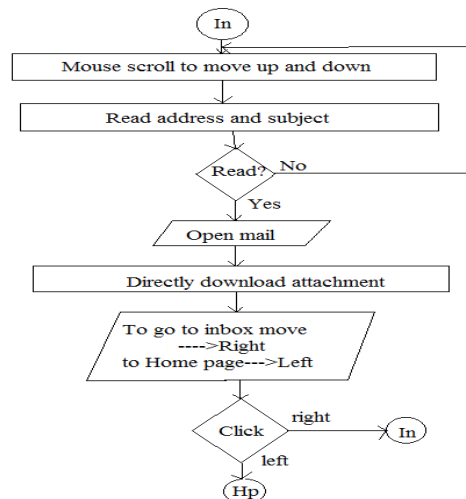 In
Mouse scroll to move up and down
Read address and subject
Read?
No
Yes
Open mail
Directly download attachment
To go to inbox move
---->Right
to Home page--->Left
Click
right
In
left
Hp